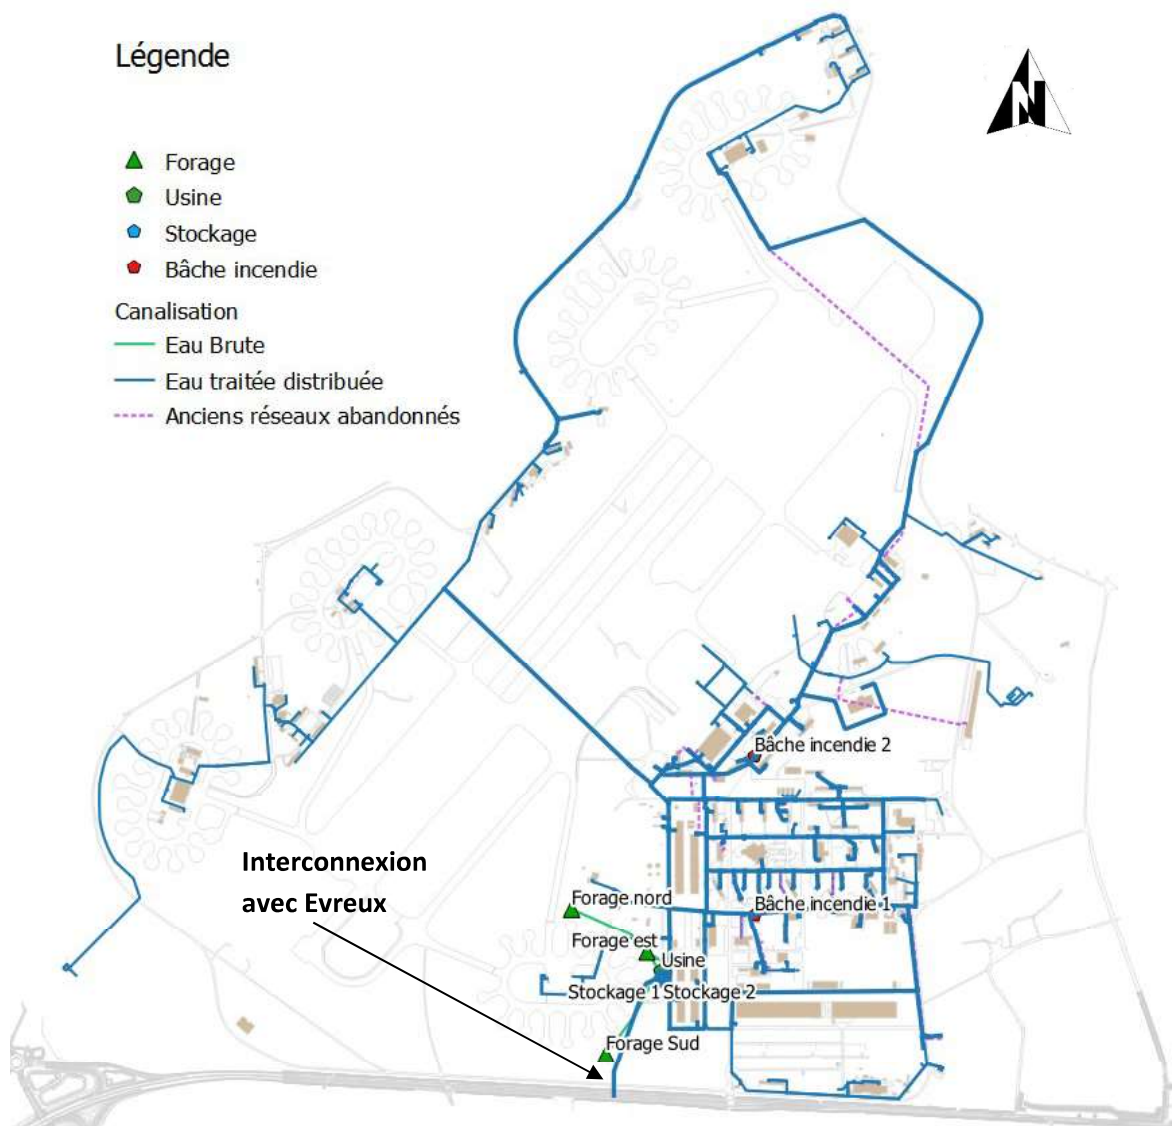 Légende
N
Forage
Usine
Stockage
Bâche incendie
Canalisation
Eau Brute
Eau traitée distribuée
Anciens réseaux abandonnés
Bâche incendie 2
Interconnexion
avec Evreux
Forage nord
Bâche incendie 1
Forage est
Usine
Stockage 1 Stockage 2
Forage Sud